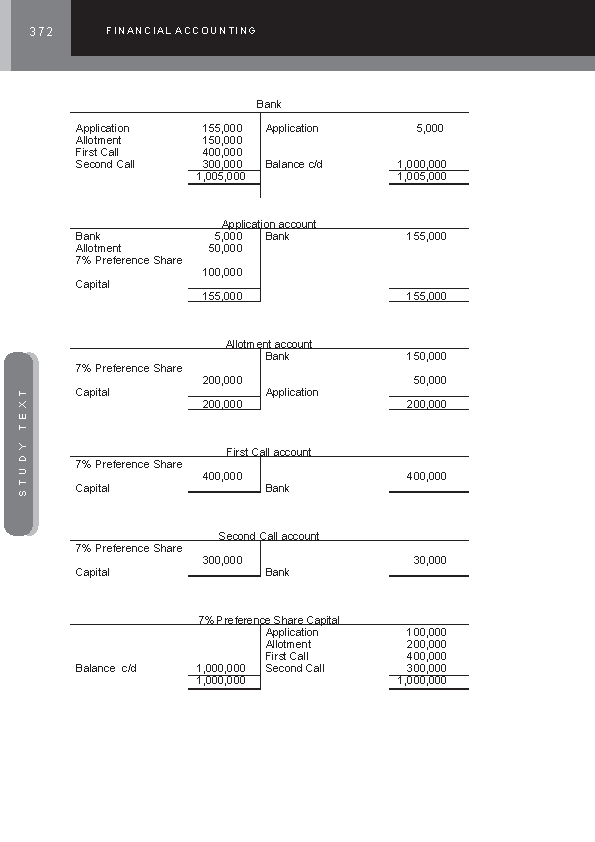 372
FINANCIAL ACCOUNTING
Bank
Application 155,000 Application 5,000
Allotment 150,000
First Call 400,000
Second Call 300,000 Balance c/d 1,000,000
1,005,000 1,005,000
Application account
Bank 5,000 Bank 155,000
Allotment 50,000
7% Preference Share
100,000
Capital
155,000 155,000
Allotment account
Bank 150,000
7% Preference Share
200,000 50,000
Capital Application
200,000 200,000
First Call account
7% Preference Share
400,000 400,000
Capital Bank
Second Call account
7% Preference Share
300,000 30,000
Capital Bank
7% Preference Share Capital
Application 100,000
Allotment 200,000
First Call 400,000
Balance c/d 1,000,000 Second Call 300,000
1,000,000 1,000,000
STUDY TEXT